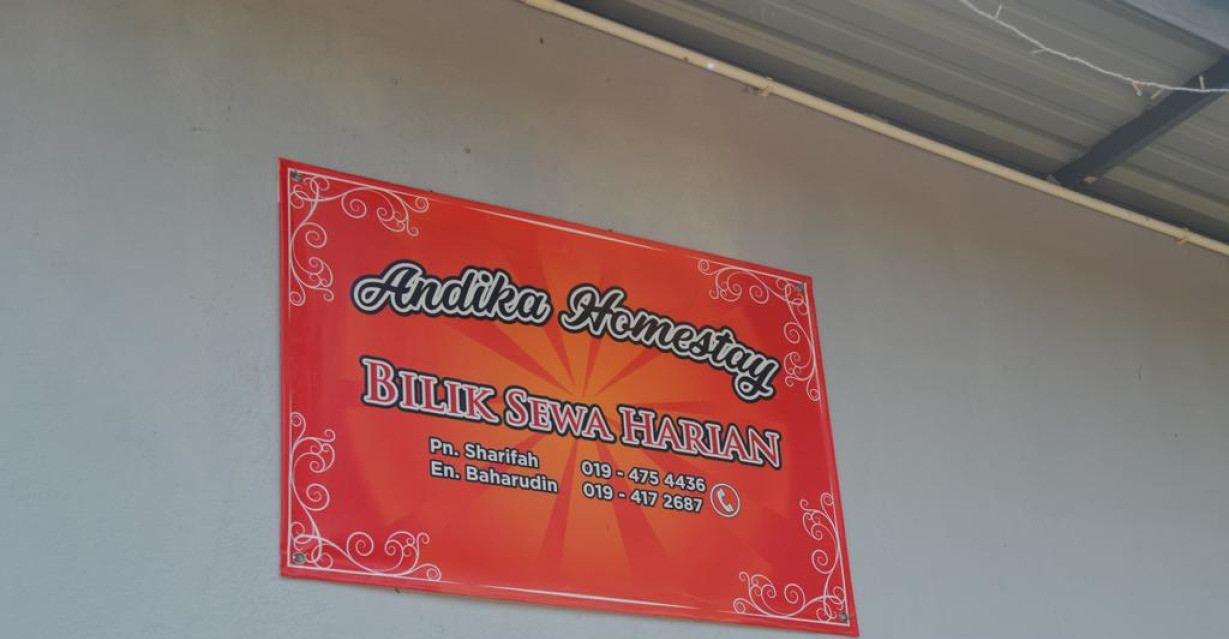 Andika Homestay
BILIK SEWA HARIAN
Pn. Sharifah 019 - 475 4436
En. Baharudin 019 - 417 2687